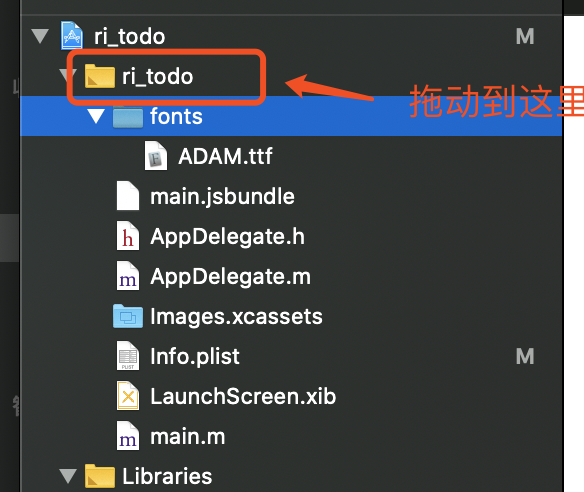 ri_todo M
ri_todo
拖动到这里
fonts
ADAM.ttf
main.jsbundle
AppDelegate.h
AppDelegate.m
Images.xcassets
Info.plist M
LaunchScreen.xib
main.m
Libraries